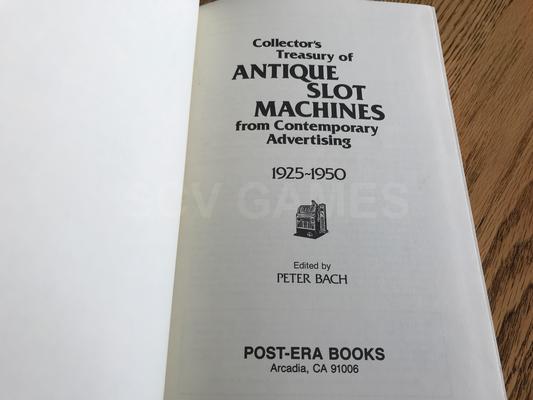 Collector's
Treasury of
ANTIQUE
SLOT
MACHINES
from Contemporary
Advertising
1925~1950
SCV GAMES
Edited by
PETER BACH
POST-ERA BOOKS
Arcadia, CA 91006